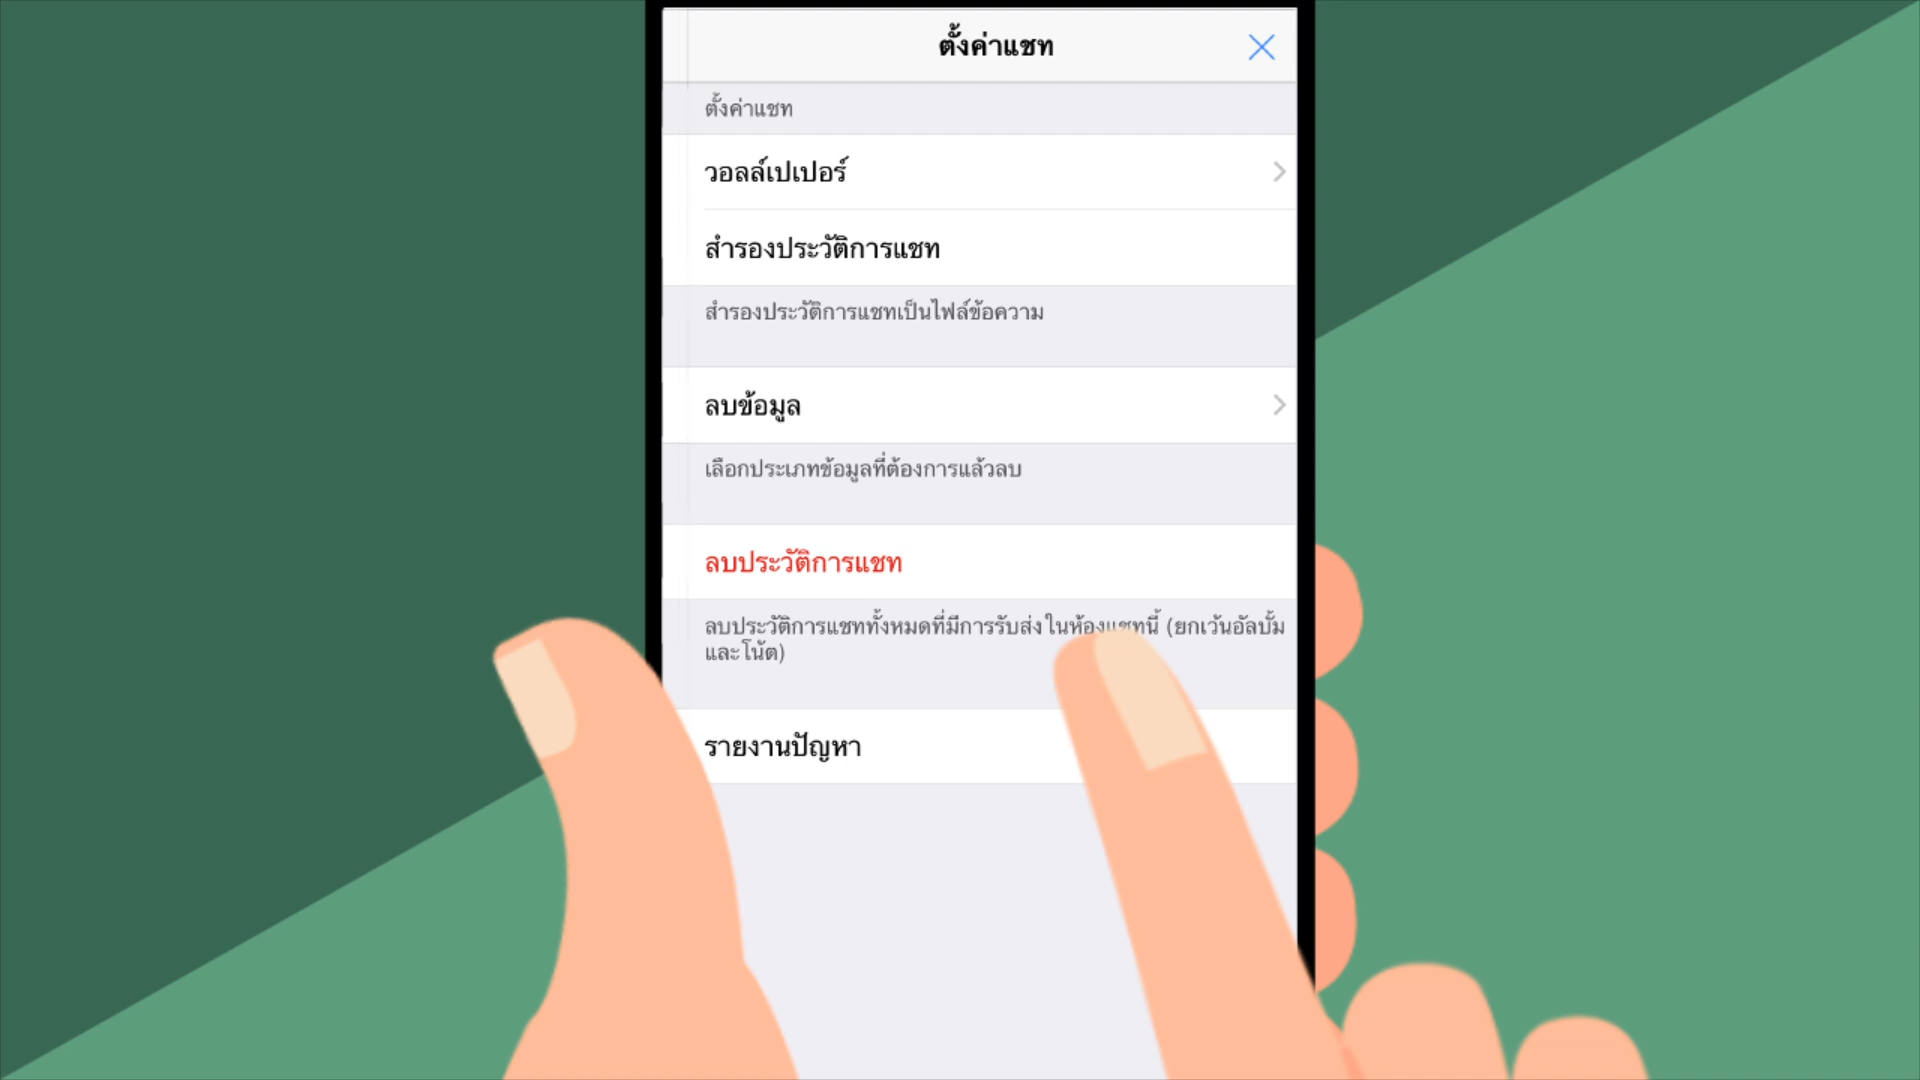 ตั้งค่าแชท
ตั้งค่าแชท
วอลล์เปเปอร์
สำรองประวัติการแชท
สำรองประวัติการแชทเป็นไฟล์ข้อความ
ลบข้อมูล
เลือกประเภทข้อมูลที่ต้องการแล้วลบ
ลบประวัติการแชท
ลบประวัติการแชททั้งหมดที่มีการรับส่งในห้องแชทนี้ (ยกเว้นอัลบั้ม
และโน้ต)
รายงานปัญหา